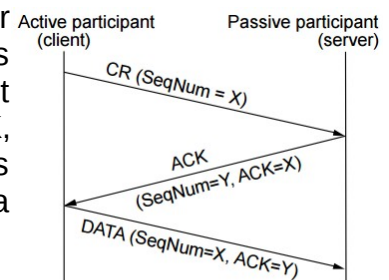 r
s
t
,
s
a
Active participant
(client)
Passive participant
(server)
CR (SeqNum = X)
ACK
(SeqNum=Y, ACK=X)
DATA (SeqNum=X, ACK=Y)